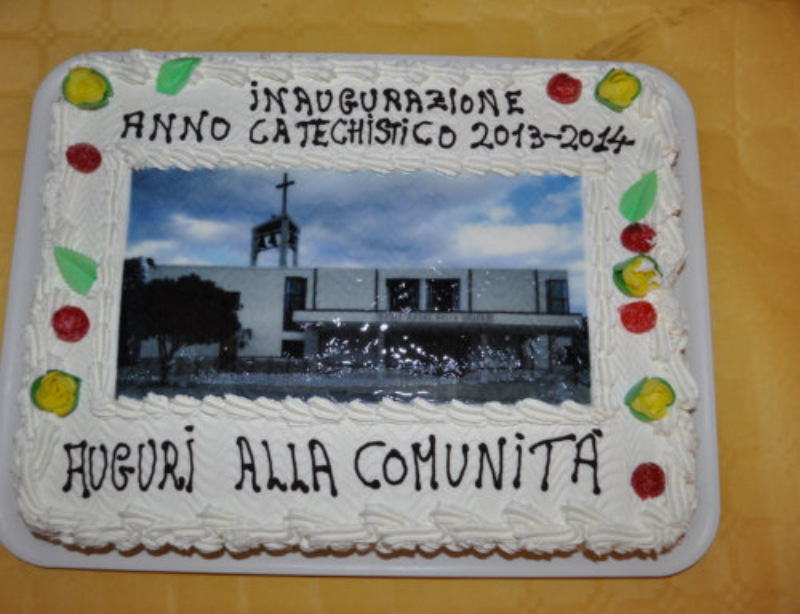 iNAUGURAZIONE
ANNO CATECHiSTiCO 2013-2014
AUGURi ALLA COMUNiTÀ